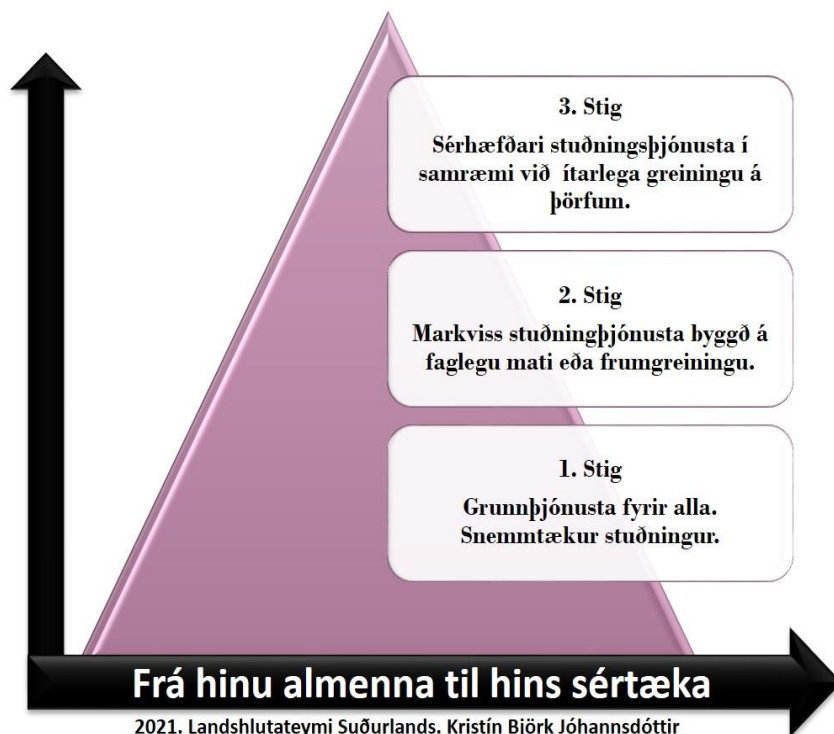 3. Stig
Sérhæfðari stuðningsþjónusta í
samræmi við ítarlega greiningu á
þörfum.
2. Stig
Markviss stuðningþjónusta byggð á
faglegu mati eða frumgreiningu.
1. Stig
Grunnþjónusta fyrir alla.
Snemmtækur stuðningur.
Frá hinu almenna til hins sértæka
2021. Landshlutateymi Suðurlands. Kristín Björk Jóhannsdóttir